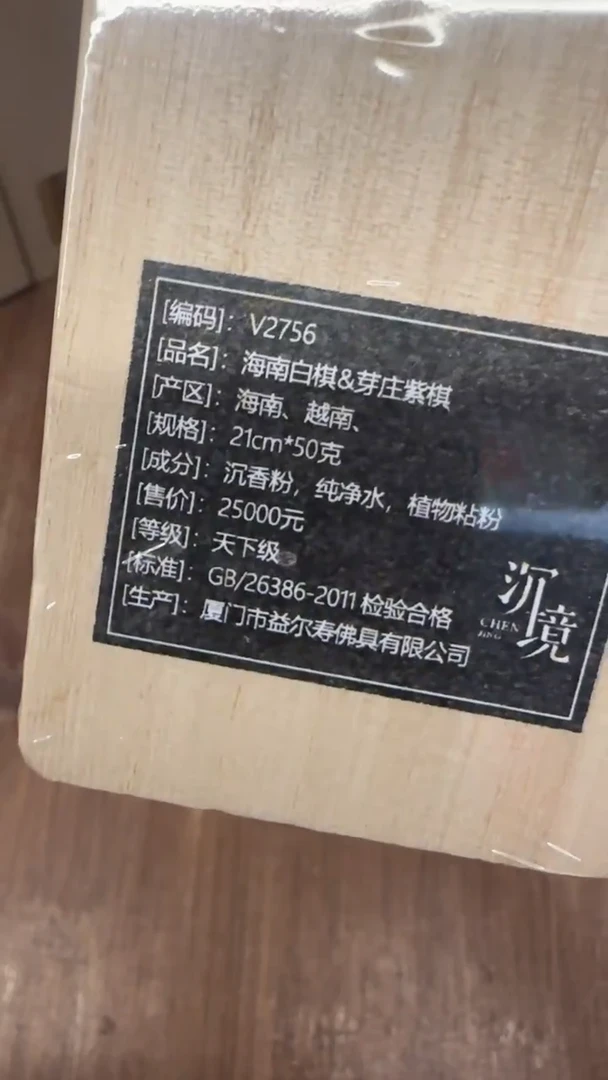 [编码]：V2756
[品名]：海南白棋&芽庄紫棋
[产区]：海南、越南、
[规格]：21cm*50克
[成分]：沉香粉，纯净水，植物粘粉
[售价]：25000元
[等级]：天下级
[标准]：GB/26386-2011 检验合格
[生产]：厦门市益尔寿佛具有限公司
沉境
CHEN
JING